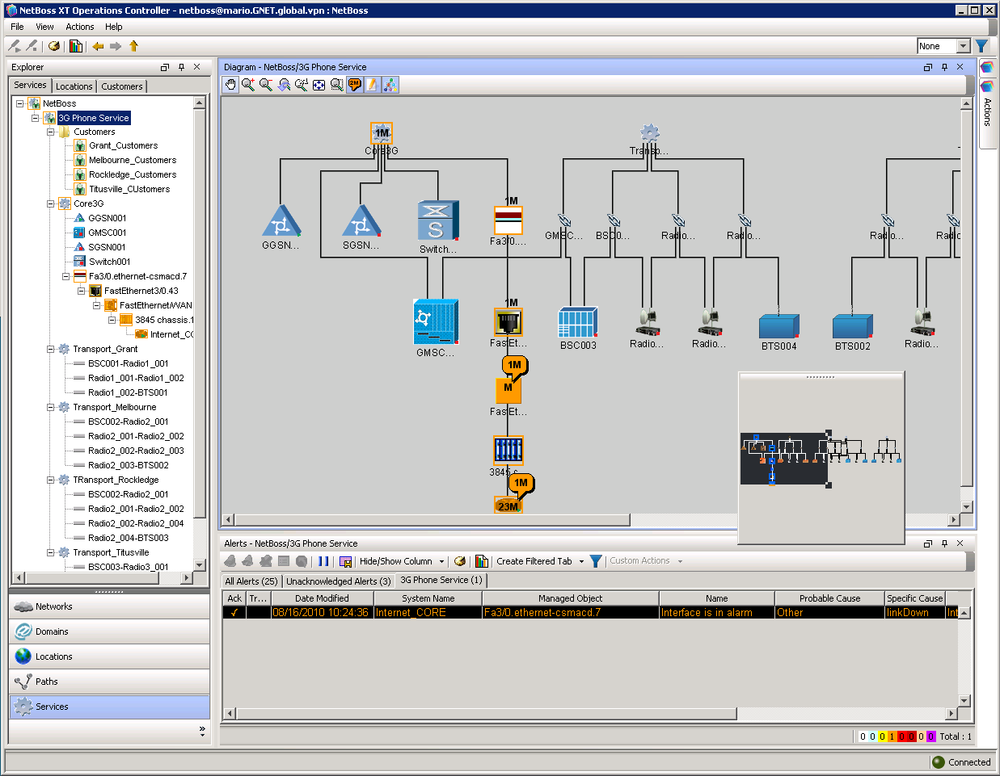 NetBoss XT Operations Controller - netboss@mario.GNET.global.vpn : NetBoss
File View Actions Help
None
Explorer
Services Locations Customers
NetBoss
3G Phone Service
Customers
Grant_Customers
Melbourne_Customers
Rockledge_Customers
Titusville_CUstomers
Core3G
GGSN001
GMSC001
SGSN001
Switch001
Fa3/0.ethernet-csmacd.7
FastEthernet3/0.43
FastEthernet/WAN
3845 chassis.1
Internet_CO
Transport_Grant
BSC001-Radio1_001
Radio1_001-Radio1_002
Radio1_002-BTS001
Transport_Melbourne
BSC002-Radio2_001
Radio2_001-Radio2_002
Radio2_002-Radio2_003
Radio2_003-BTS002
TRansport_Rockledge
BSC002-Radio2_001
Radio2_001-Radio2_002
Radio2_002-Radio2_004
Radio2_004-BTS003
Transport_Titusville
BSC003-Radio3_001
Networks
Domains
Locations
Paths
Services
»
Diagram - NetBoss/3G Phone Service
2M
1M
Core3G Transp...
1M
S
GGSN... SGSN... Switch... Fa3/0.... GMSC... BSC0... Radio... Radio... Radio... Radio
1M
GMSC... FastEt... BSC003 Radio... Radio... BTS004 BTS002 Radio...
1M
M
FastEt...
3845 c...
1M
23M
Actions
Alerts - NetBoss/3G Phone Service
Hide/Show Column Create Filtered Tab Custom Actions
All Alerts (25) Unacknowledged Alerts (3) 3G Phone Service (1)
Ack Tr... Date Modified System Name Managed Object Name Probable Cause Specific Cause
✓ 08/16/2010 10:24:36 Internet_CORE Fa3/0.ethernet-csmacd.7 Interface is in alarm Other linkDown Int
0 0 0 1 0 0 0 0 Total : 1
Connected